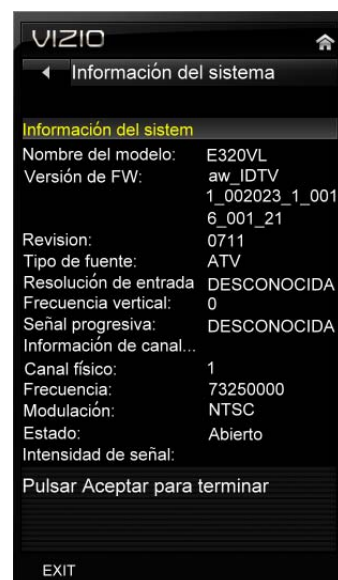 VIZIO
Información del sistema
Información del sistem
Nombre del modelo: E320VL
Versión de FW: aw_IDTV
1_002023_1_001
6_001_21
Revision: 0711
Tipo de fuente: ATV
Resolución de entrada DESCONOCIDA
Frecuencia vertical: 0
Señal progresiva: DESCONOCIDA
Información de canal...
Canal físico: 1
Frecuencia: 73250000
Modulación: NTSC
Estado: Abierto
Intensidad de señal:
Pulsar Aceptar para terminar
EXIT